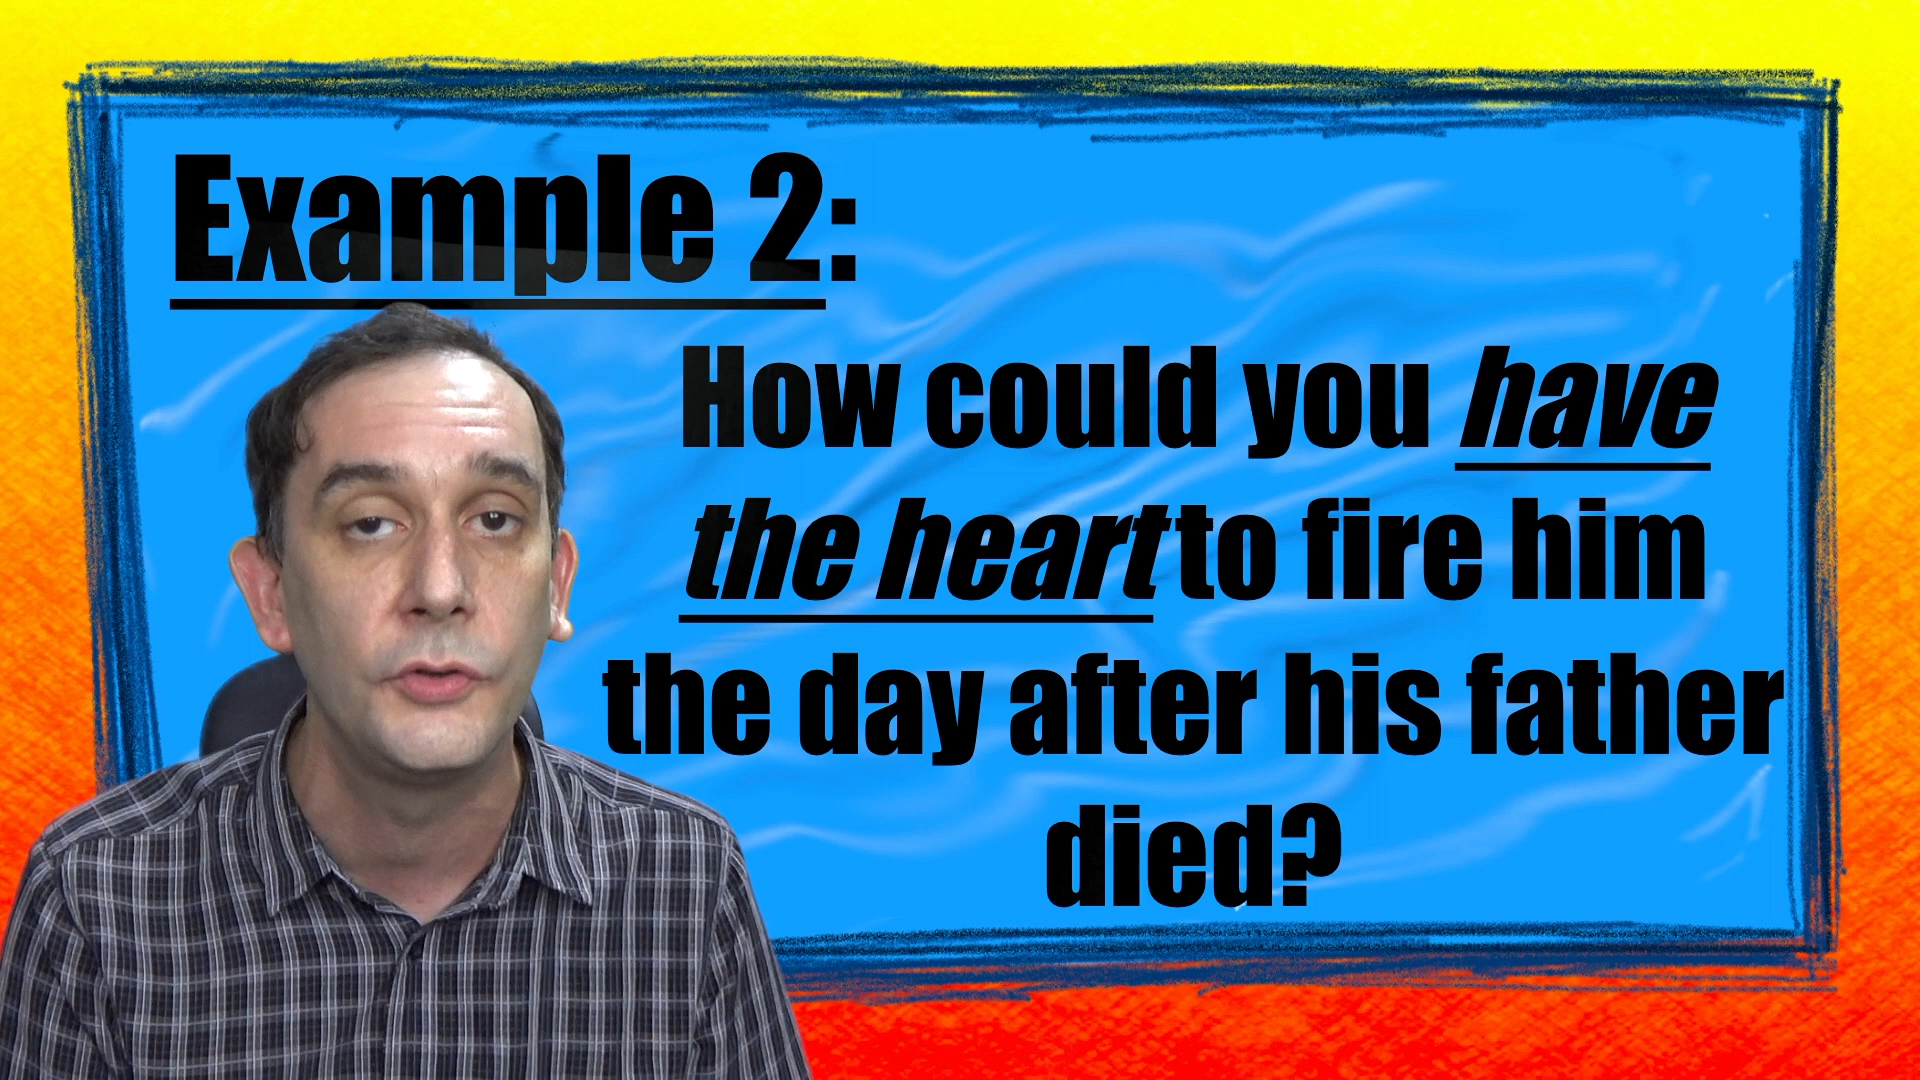 Example 2:
How could you have
the heart to fire him
the day after his father
died?